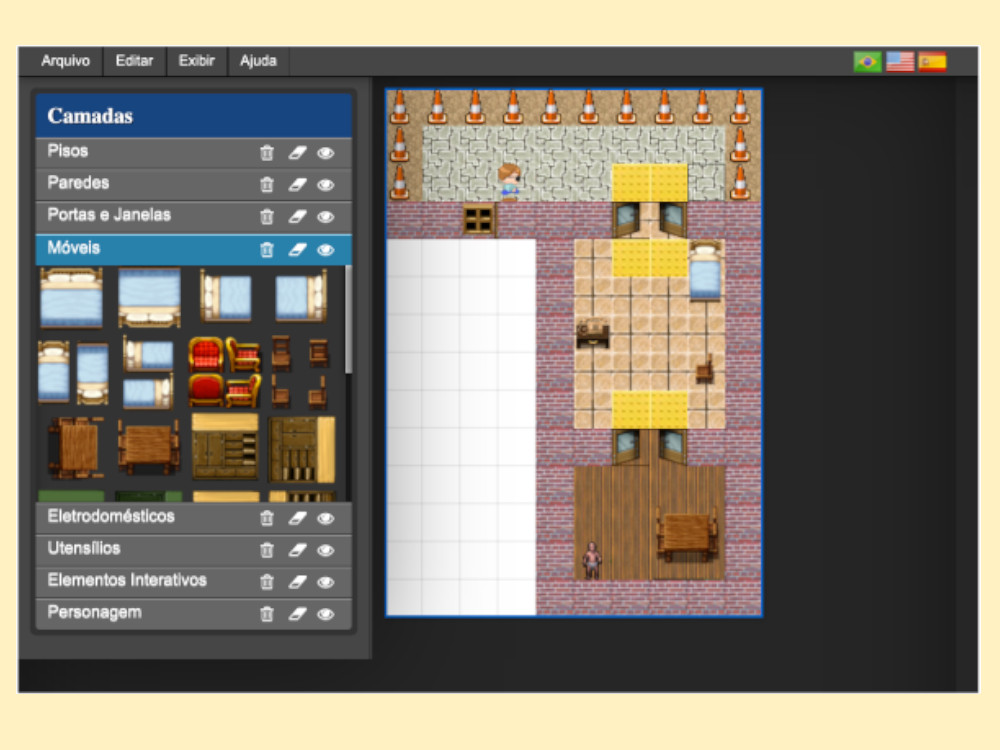 Arquivo Editar Exibir Ajuda
Camadas
Pisos
Paredes
Portas e Janelas
Móveis
Eletrodomésticos
Utensílios
Elementos Interativos
Personagem